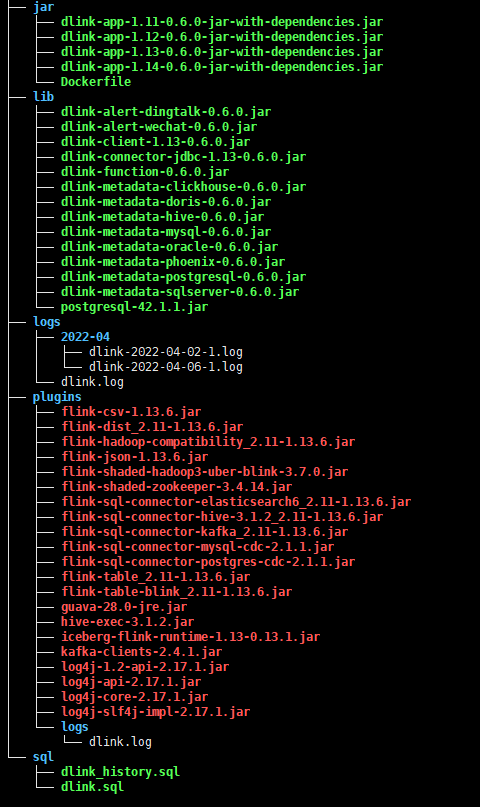 jar
dlink-app-1.11-0.6.0-jar-with-dependencies.jar
dlink-app-1.12-0.6.0-jar-with-dependencies.jar
dlink-app-1.13-0.6.0-jar-with-dependencies.jar
dlink-app-1.14-0.6.0-jar-with-dependencies.jar
Dockerfile
lib
dlink-alert-dingtalk-0.6.0.jar
dlink-alert-wechat-0.6.0.jar
dlink-client-1.13-0.6.0.jar
dlink-connector-jdbc-1.13-0.6.0.jar
dlink-function-0.6.0.jar
dlink-metadata-clickhouse-0.6.0.jar
dlink-metadata-doris-0.6.0.jar
dlink-metadata-hive-0.6.0.jar
dlink-metadata-mysql-0.6.0.jar
dlink-metadata-oracle-0.6.0.jar
dlink-metadata-phoenix-0.6.0.jar
dlink-metadata-postgresql-0.6.0.jar
dlink-metadata-sqlserver-0.6.0.jar
postgresql-42.1.1.jar
logs
2022-04
dlink-2022-04-02-1.log
dlink-2022-04-06-1.log
dlink.log
plugins
flink-csv-1.13.6.jar
flink-dist_2.11-1.13.6.jar
flink-hadoop-compatibility_2.11-1.13.6.jar
flink-json-1.13.6.jar
flink-shaded-hadoop3-uber-blink-3.7.0.jar
flink-shaded-zookeeper-3.4.14.jar
flink-sql-connector-elasticsearch6_2.11-1.13.6.jar
flink-sql-connector-hive-3.1.2_2.11-1.13.6.jar
flink-sql-connector-kafka_2.11-1.13.6.jar
flink-sql-connector-mysql-cdc-2.1.1.jar
flink-sql-connector-postgres-cdc-2.1.1.jar
flink-table_2.11-1.13.6.jar
flink-table-blink_2.11-1.13.6.jar
guava-28.0-jre.jar
hive-exec-3.1.2.jar
iceberg-flink-runtime-1.13-0.13.1.jar
kafka-clients-2.4.1.jar
log4j-1.2-api-2.17.1.jar
log4j-api-2.17.1.jar
log4j-core-2.17.1.jar
log4j-slf4j-impl-2.17.1.jar
logs
dlink.log
sql
dlink_history.sql
dlink.sql